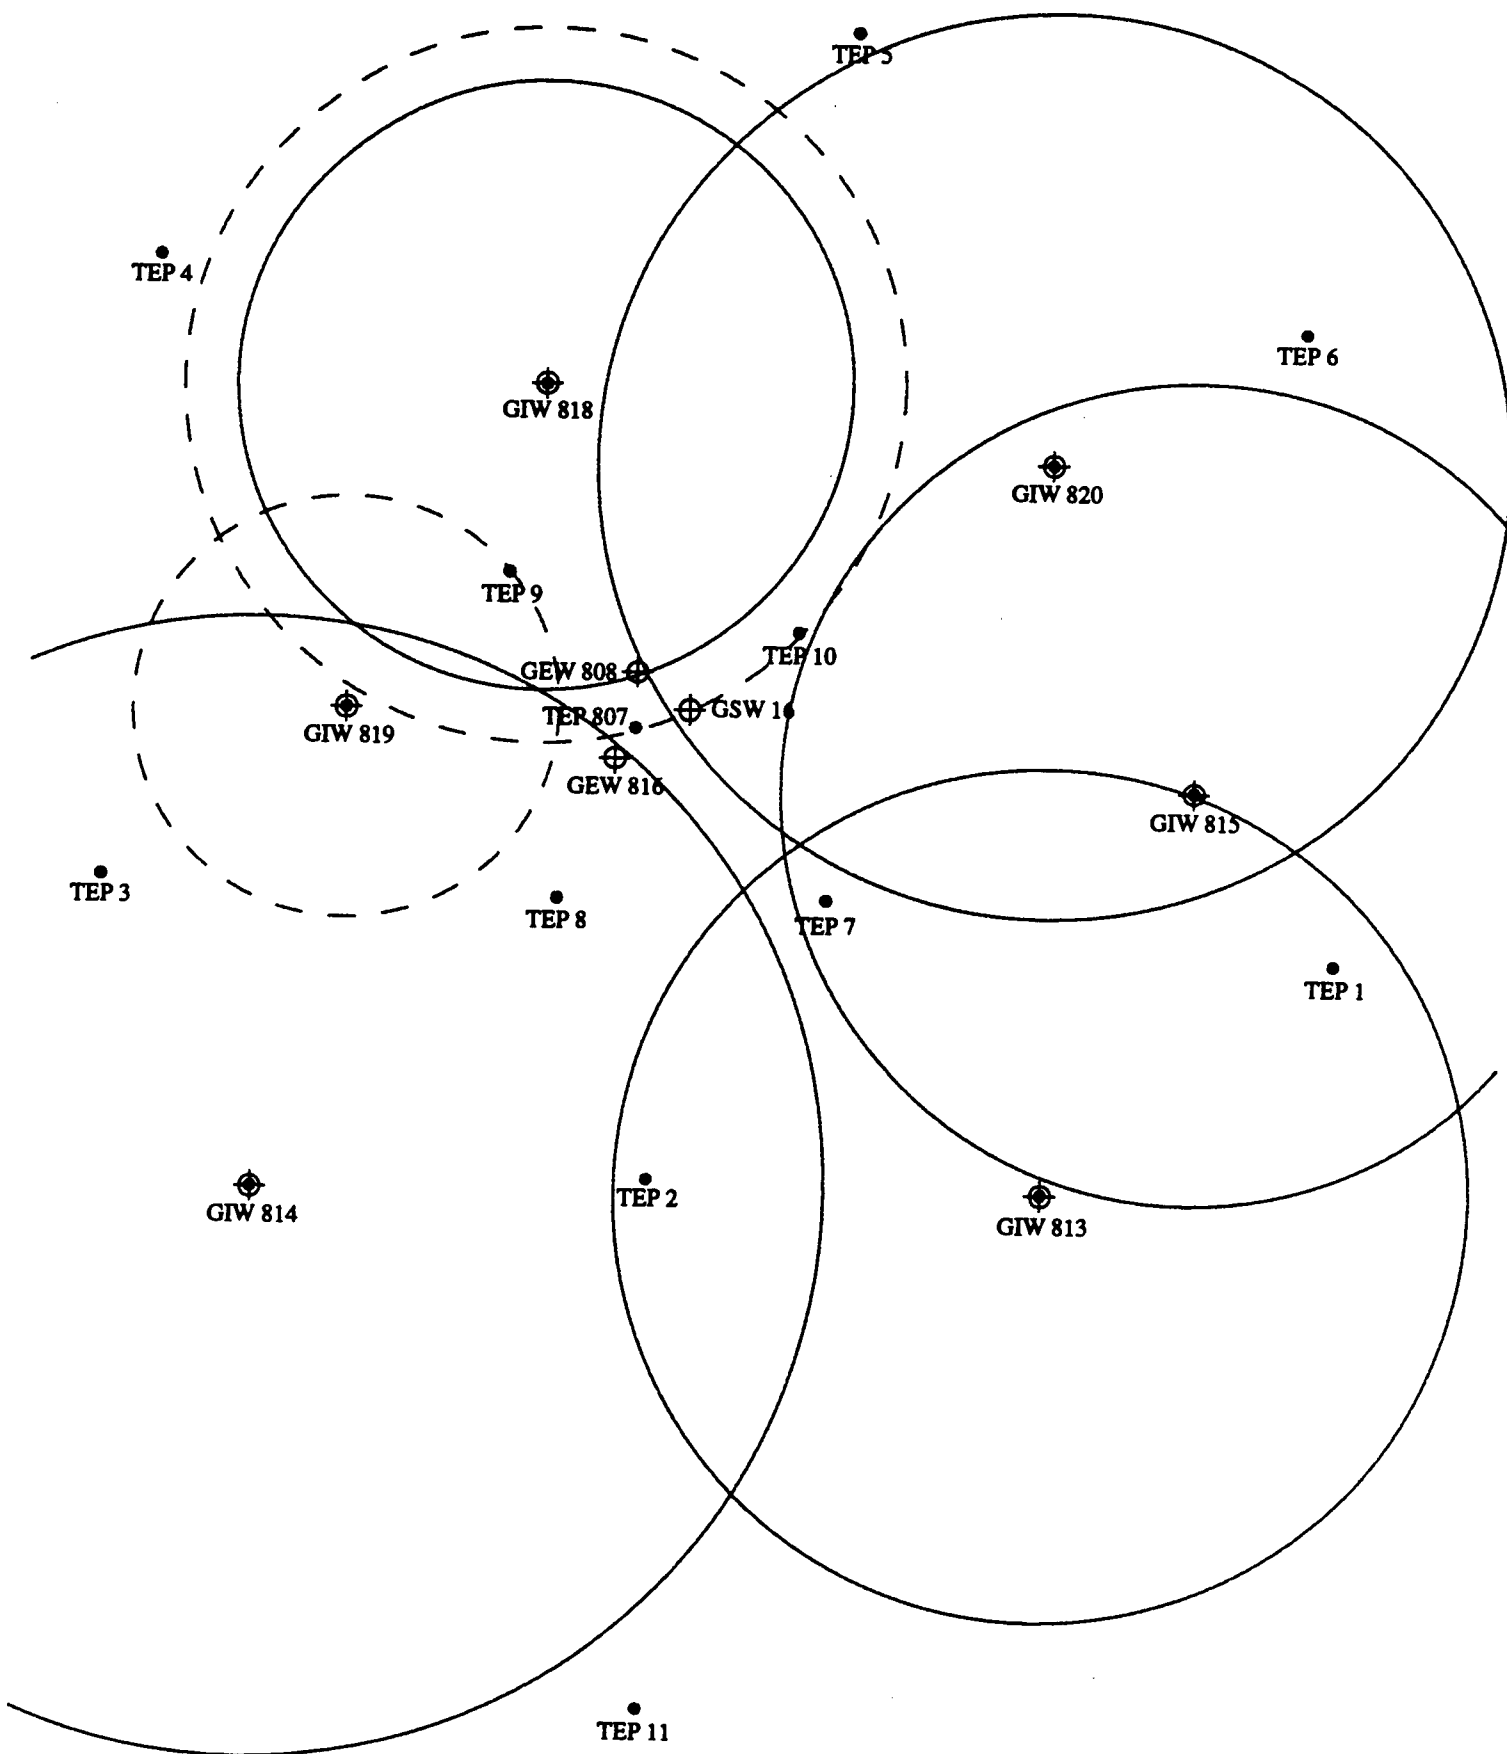 TEP 5
TEP 4
TEP 6
GIW 818
GIW 820
TEP 9
TEP 10
GEW 808
GSW 16
TEP 807
GIW 819
GEW 816
GIW 815
TEP 3
TEP 8
TEP 7
TEP 1
TEP 2
GIW 814
GIW 813
TEP 11